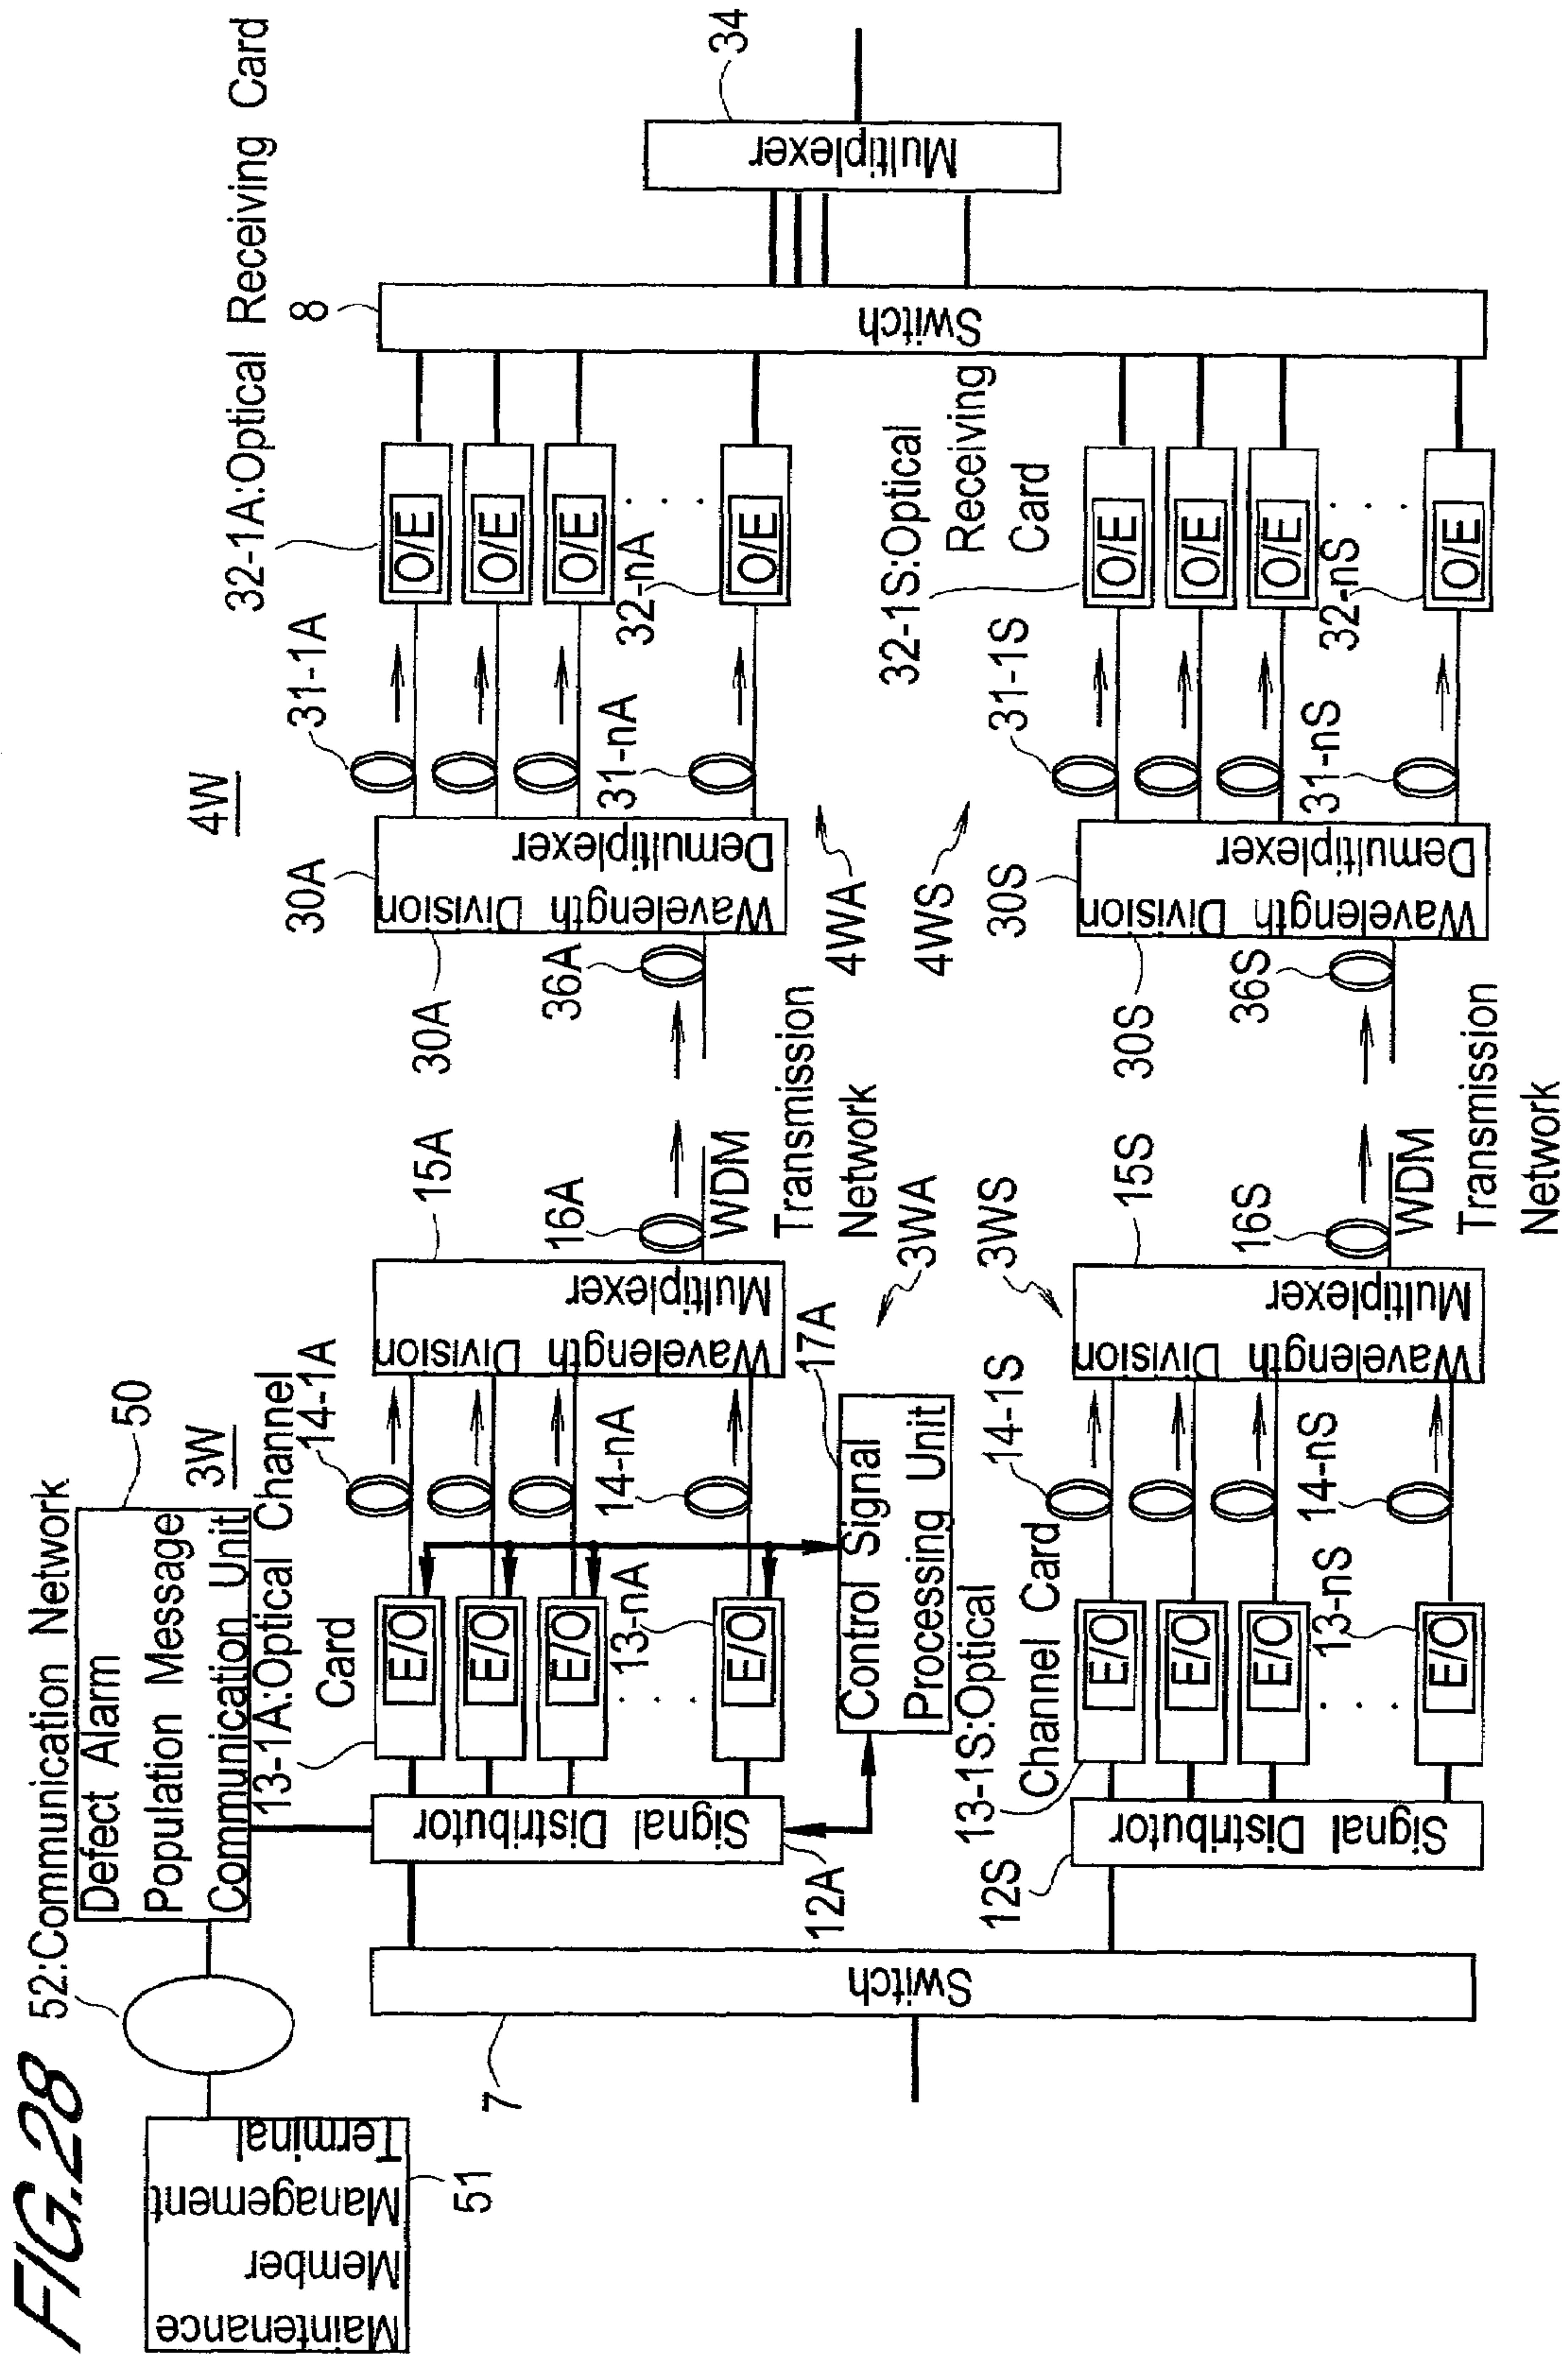 FIG.28
52:Communication Network
Defect Alarm
Population Message
Communication Unit
50
Maintenance
Member
Management
Terminal
51
3W
4W
13-1A:Optical Channel
Card
14-1A
15A
30A
31-1A
32-1A:Optical Receiving Card
8
34
Switch
7
Signal Distributor
12A
E/O
E/O
E/O
E/O
13-nA
14-nA
Wavelength Division
Multiplexer
16A
WDM
Transmission
Network
36A
30A
Wavelength Division
Demultiplexer
31-nA
O/E
O/E
O/E
O/E
32-nA
Switch
Multiplexer
Control Signal
Processing Unit
17A
3WA
3WS
4WA
4WS
13-1S:Optical
Channel Card
12S
Signal Distributor
E/O
E/O
E/O
E/O
13-nS
14-1S
14-nS
Wavelength Division
Multiplexer
15S
16S
WDM
Transmission
Network
36S
30S
30S
Wavelength Division
Demultiplexer
31-1S
31-nS
32-1S:Optical
Receiving
Card
O/E
O/E
O/E
O/E
32-nS